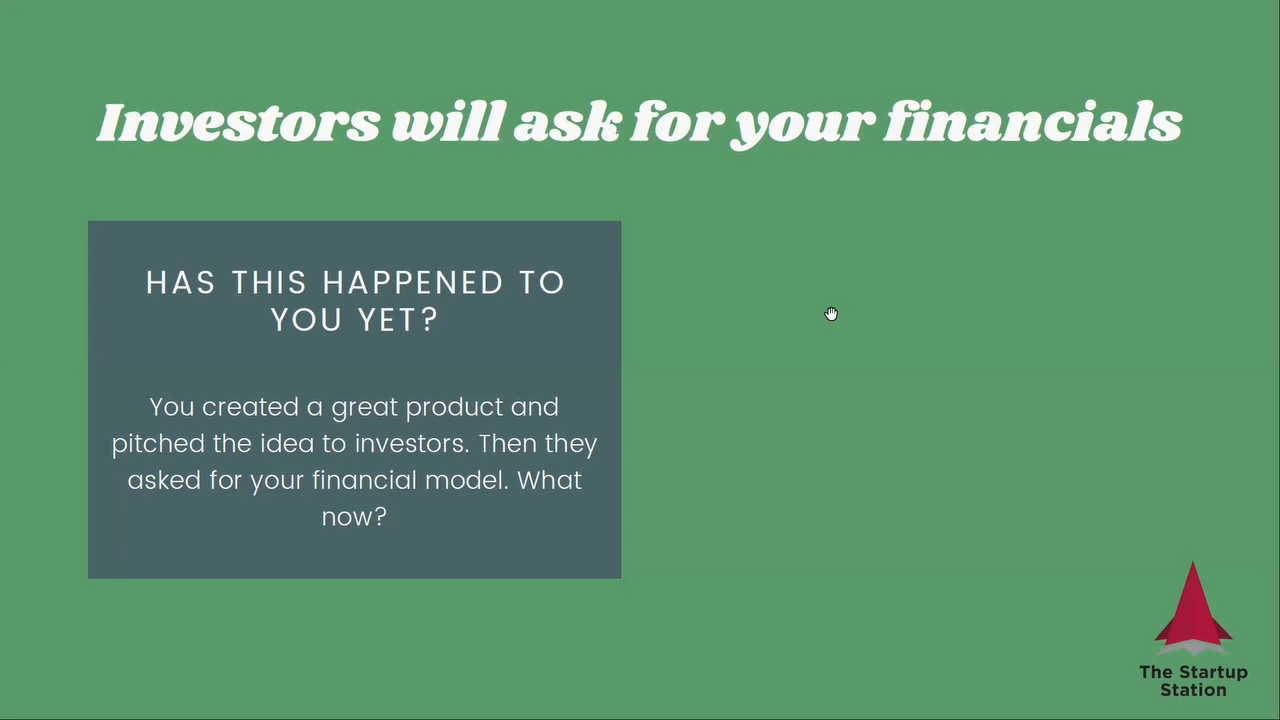 Investors will ask for your financials
HAS THIS HAPPENED TO
YOU YET?
You created a great product and
pitched the idea to investors. Then they
asked for your financial model. What
now?
The Startup
Station